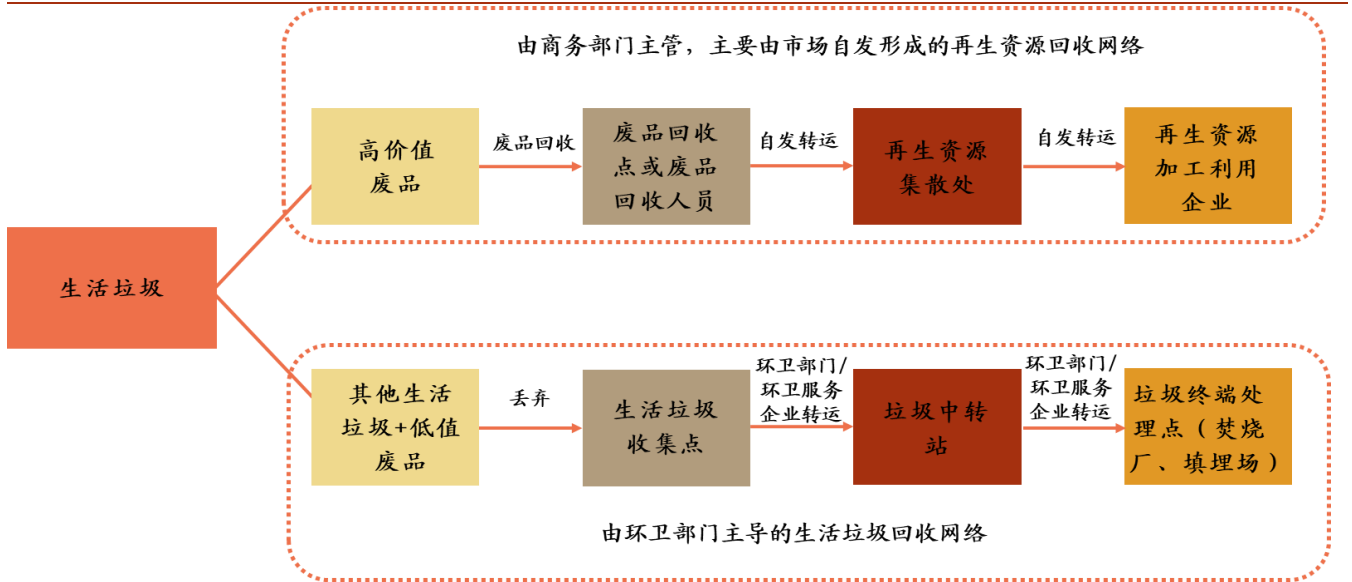 由商务部门主管，主要由市场自发形成的再生资源回收网络
高价值
废品
废品回收
废品回收
点或废品
回收人员
自发转运
再生资源
集散处
自发转运
再生资源
加工利用
企业
生活垃圾
其他生活
垃圾+低值
废品
丢弃
生活垃圾
收集点
环卫部门/
环卫服务
企业转运
垃圾中转
站
环卫部门/
环卫服务
企业转运
垃圾终端处
理点（焚烧
厂、填埋场）
由环卫部门主导的生活垃圾回收网络